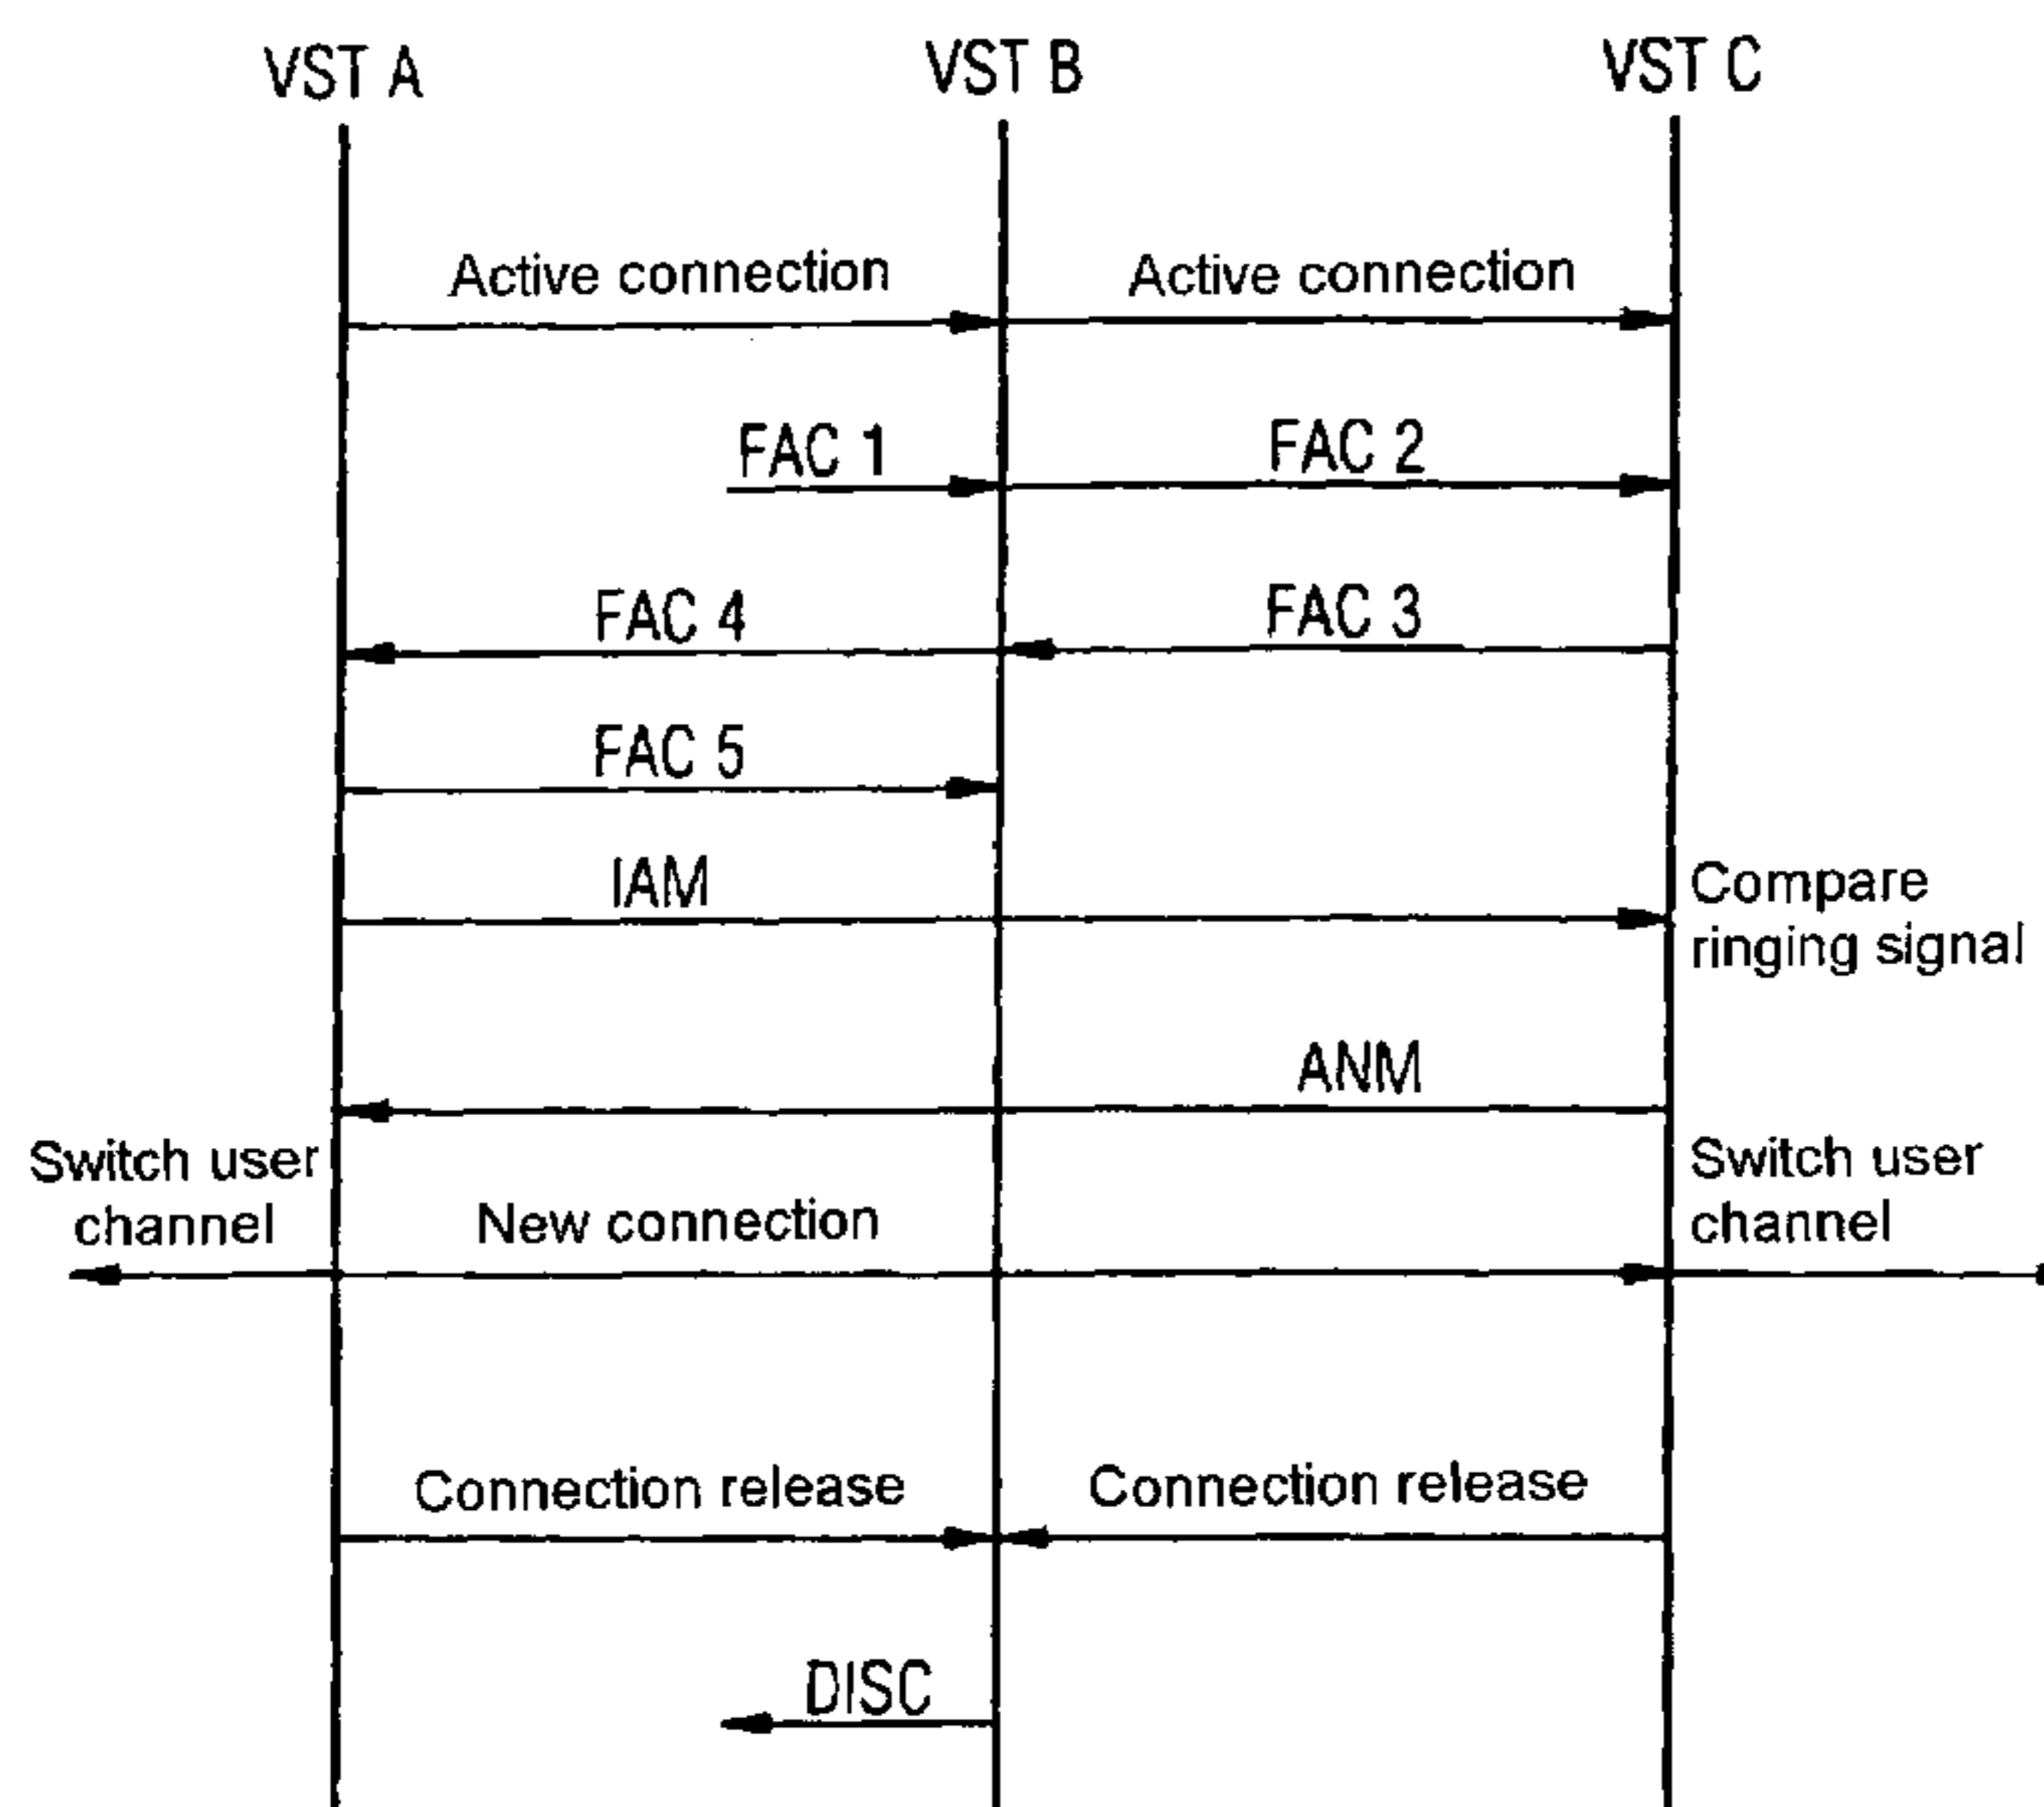 VST A
VST B
VST C
Active connection
Active connection
FAC 1
FAC 2
FAC 4
FAC 3
FAC 5
IAM
Compare
ringing signal
ANM
Switch user
channel
New connection
Switch user
channel
Connection release
Connection release
DISC